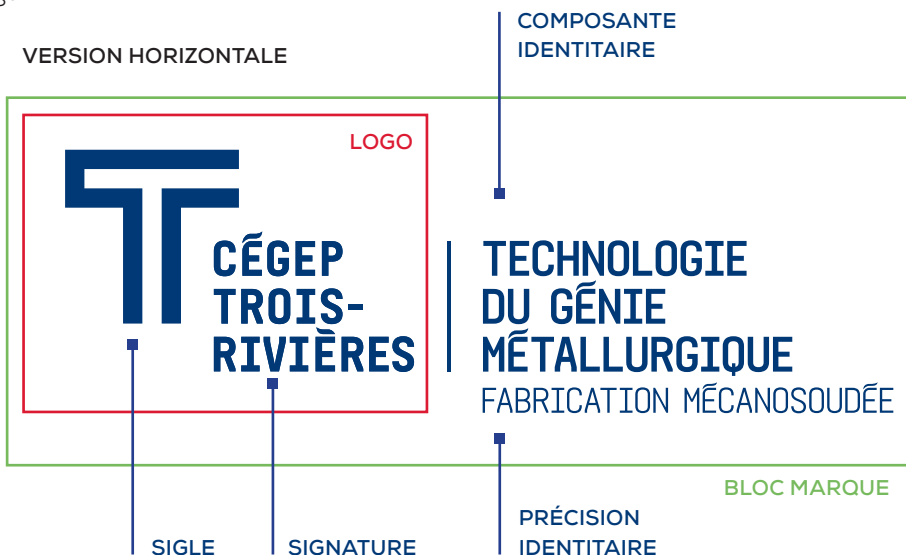 COMPOSANTE
IDENTITAIRE
VERSION HORIZONTALE
LOGO
CÉGEP
TROIS-
RIVIÈRES
TECHNOLOGIE
DU GÉNIE
MÉTALLURGIQUE
FABRICATION MÉCANOSOUDÉE
BLOC MARQUE
SIGLE
SIGNATURE
PRÉCISION
IDENTITAIRE